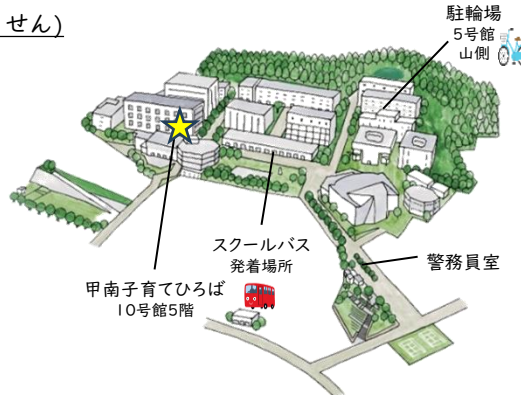 せん)
駐輪場
5号館
山側
スクールバス
発着場所
警務員室
甲南子育てひろば
10号館5階